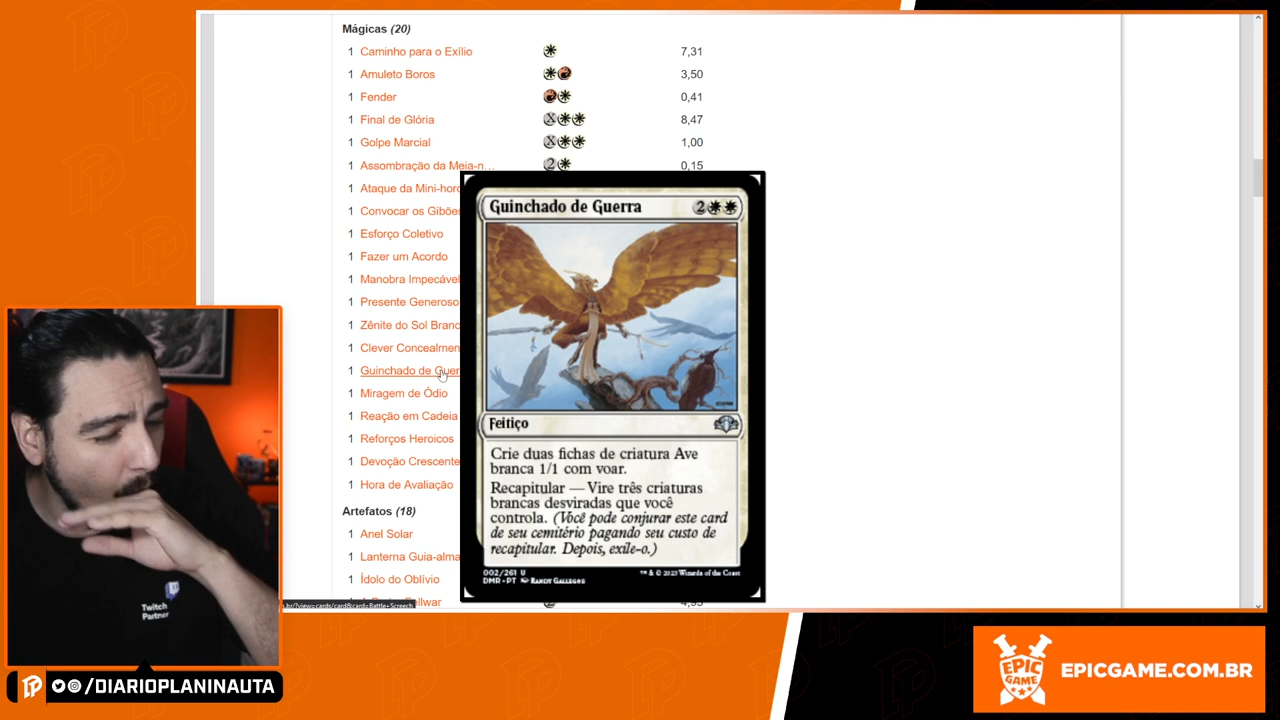 Mágicas (20)
1 Caminho para o Exílio 7,31
1 Amuleto Boros 3,50
1 Fender 0,41
1 Final de Glória X 8,47
1 Golpe Marcial X 1,00
1 Assombração da Meia-n... 2 0,15
1 Ataque da Mini-hord
1 Convocar os Gibões
1 Esforço Coletivo
1 Fazer um Acordo
1 Manobra Impecável
1 Presente Generoso
1 Zênite do Sol Branc
1 Clever Concealmen
1 Guinchado de Guer
1 Miragem de Ódio
1 Reação em Cadeia
1 Reforços Heroicos
1 Devoção Crescente
1 Hora de Avaliação
Artefatos (18)
1 Anel Solar
1 Lanterna Guia-alma
1 Ídolo do Oblívio
Guinchado de Guerra 2
Feitiço
Crie duas fichas de criatura Ave
branca 1/1 com voar.
Recapitular — Vire três criaturas
brancas desviradas que você
controla. (Você pode conjurar este card
de seu cemitério pagando seu custo de
recapitular. Depois, exile-o.)
002/261 U
DMR • PT Randy Gallegos
™ & © 2023 Wizards of the Coast
Twitch
Partner
/DIARIOPLANINAUTA
EPIC
GAME
EPICGAME.COM.BR